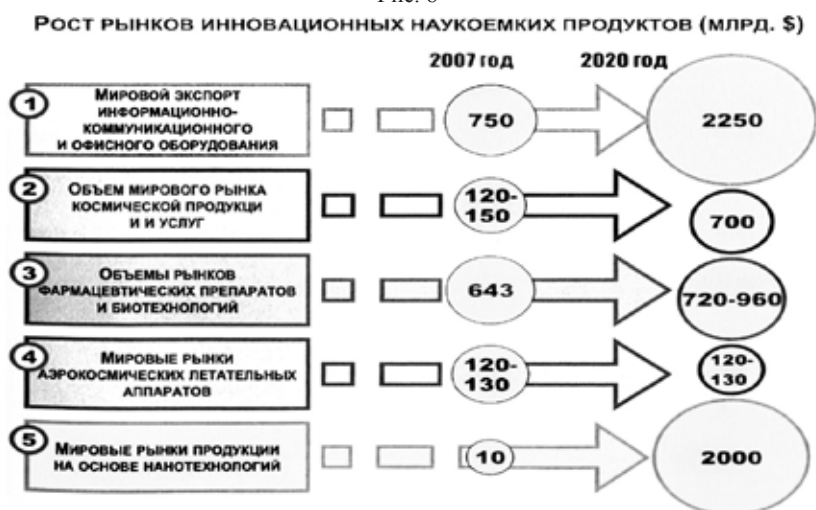 Рис. 6
РОСТ РЫНКОВ ИННОВАЦИОННЫХ НАУКОЕМКИХ ПРОДУКТОВ (МЛРД. $)
2007 год 2020 год
1 МИРОВОЙ ЭКСПОРТ
ИНФОРМАЦИОННО-
КОММУНИКАЦИОННОГО
И ОФИСНОГО ОБОРУДОВАНИЯ
750 2250
2 ОБЪЕМ МИРОВОГО РЫНКА
КОСМИЧЕСКОЙ ПРОДУКЦИ
И И УСЛУГ
120-
150
700
3 ОБЪЕМЫ РЫНКОВ
ФАРМАЦЕВТИЧЕСКИХ ПРЕПАРАТОВ
И БИОТЕХНОЛОГИЙ
643 720-960
4 МИРОВЫЕ РЫНКИ
АЭРОКОСМИЧЕСКИХ ЛЕТАТЕЛЬНЫХ
АППАРАТОВ
120-
130
120-
130
5 МИРОВЫЕ РЫНКИ ПРОДУКЦИИ
НА ОСНОВЕ НАНОТЕХНОЛОГИЙ
10 2000